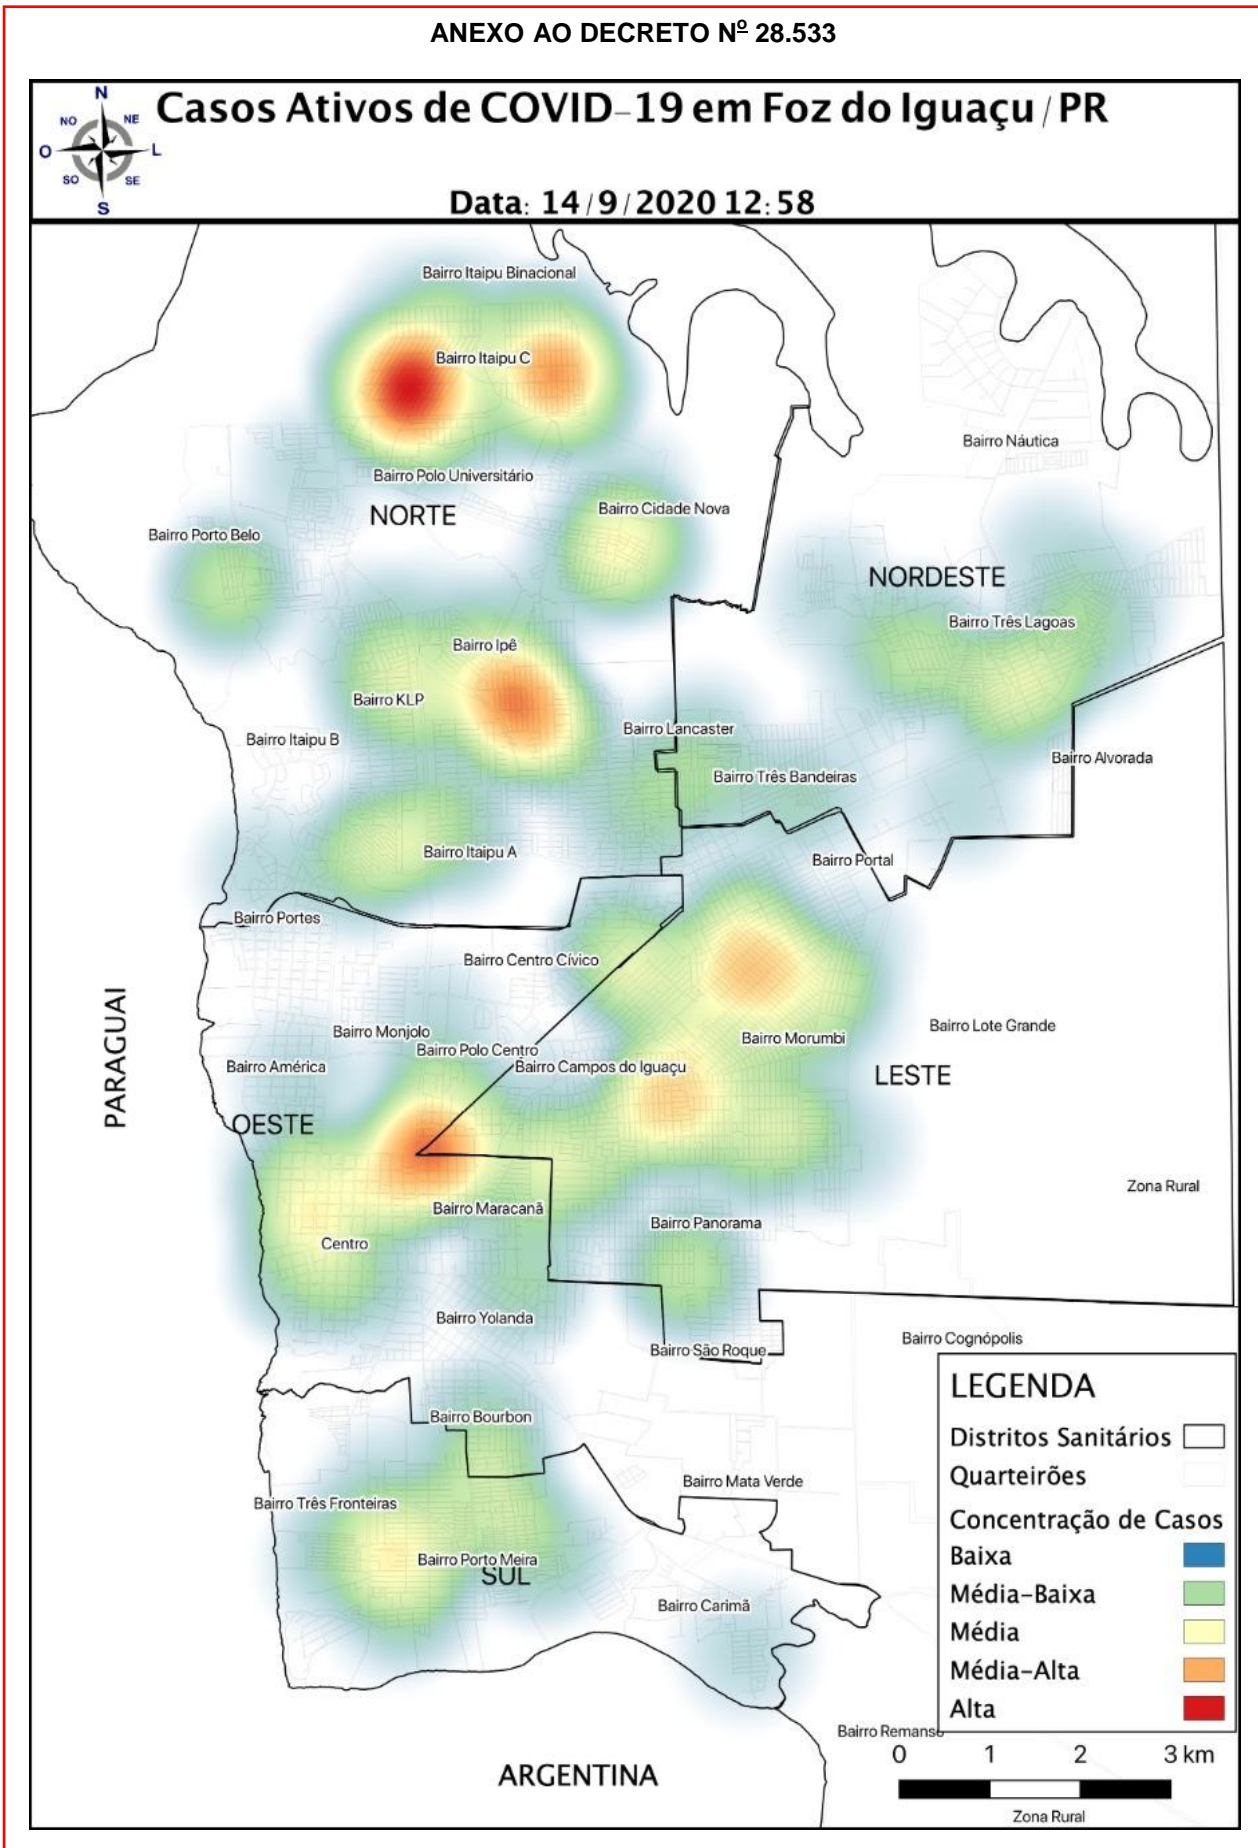 ANEXO AO DECRETO Nº 28.533
N
NO
NE
O
L
SO
SE
S
Casos Ativos de COVID-19 em Foz do Iguaçu/PR
Data: 14/9/2020 12:58
Bairro Itaipu Binacional
Bairro Itaipu C
Bairro Náutica
Bairro Polo Universitário
Bairro Cidade Nova
NORTE
Bairro Porto Belo
NORDESTE
Bairro Três Lagoas
Bairro Ipê
Bairro KLP
Bairro Lancaster
Bairro Itaipu B
Bairro Alvorada
Bairro Três Bandeiras
Bairro Itaipu A
Bairro Portal
Bairro Portes
Bairro Centro Cívico
PARAGUAI
Bairro Monjolo
Bairro Lote Grande
Bairro Morumbi
Bairro Polo Centro
Bairro América
Bairro Campos do Iguaçu
LESTE
OESTE
Zona Rural
Bairro Maracanã
Bairro Panorama
Centro
Bairro Yolanda
Bairro Cognópolis
Bairro São Roque
Bairro Bourbon
Bairro Mata Verde
Bairro Três Fronteiras
Bairro Porto Meira
SUL
Bairro Carimã
LEGENDA
Distritos Sanitários
Quarteirões
Concentração de Casos
Baixa
Média-Baixa
Média
Média-Alta
Alta
Bairro Remanso
0 1 2 3 km
ARGENTINA
Zona Rural